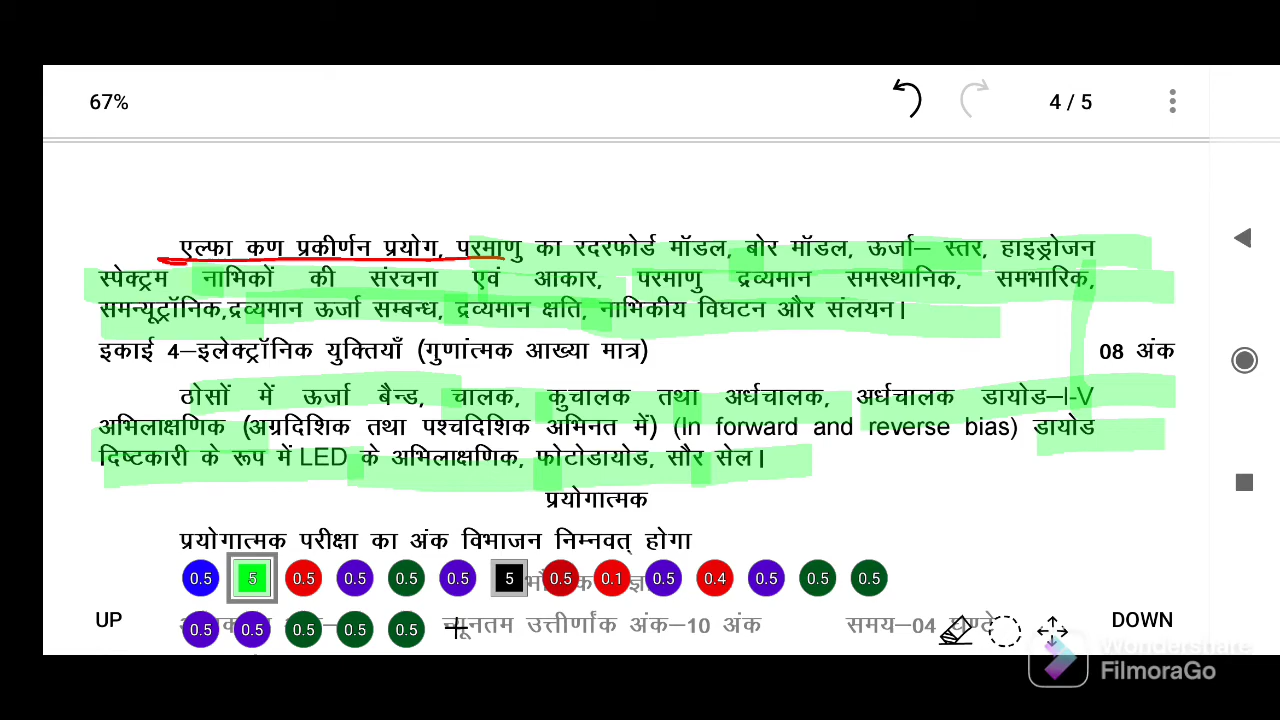 67%
4 / 5
एल्फा कण प्रकीर्णन प्रयोग, परमाणु का रदरफोर्ड मॉडल, बोर मॉडल, ऊर्जा– स्तर, हाइड्रोजन
स्पेक्ट्रम नाभिकों की संरचना एवं आकार, परमाणु द्रव्यमान समस्थानिक, समभारिक,
समन्यूट्रॉनिक,द्रव्यमान ऊर्जा सम्बन्ध, द्रव्यमान क्षति, नाभिकीय विघटन और संलयन।
इकाई 4–इलेक्ट्रॉनिक युक्तियाँ (गुणांत्मक आख्या मात्र) 08 अंक
ठोसों में ऊर्जा बैन्ड, चालक, कुचालक तथा अर्धचालक, अर्धचालक डायोड–I-V
अभिलाक्षणिक (अग्रदिशिक तथा पश्चदिशिक अभिनत में) (In forward and reverse bias) डायोड
दिष्टकारी के रूप में LED के अभिलाक्षणिक, फोटोडायोड, सौर सेल।
प्रयोगात्मक
प्रयोगात्मक परीक्षा का अंक विभाजन निम्नवत् होगा
0.5 5 0.5 0.5 0.5 0.5 5 0.5 0.1 0.5 0.4 0.5 0.5 0.5
UP 0.5 0.5 0.5 0.5 0.5 न्यूनतम उत्तीर्णांक अंक–10 अंक समय–04 घण्टे DOWN
Wondershare
FilmoraGo